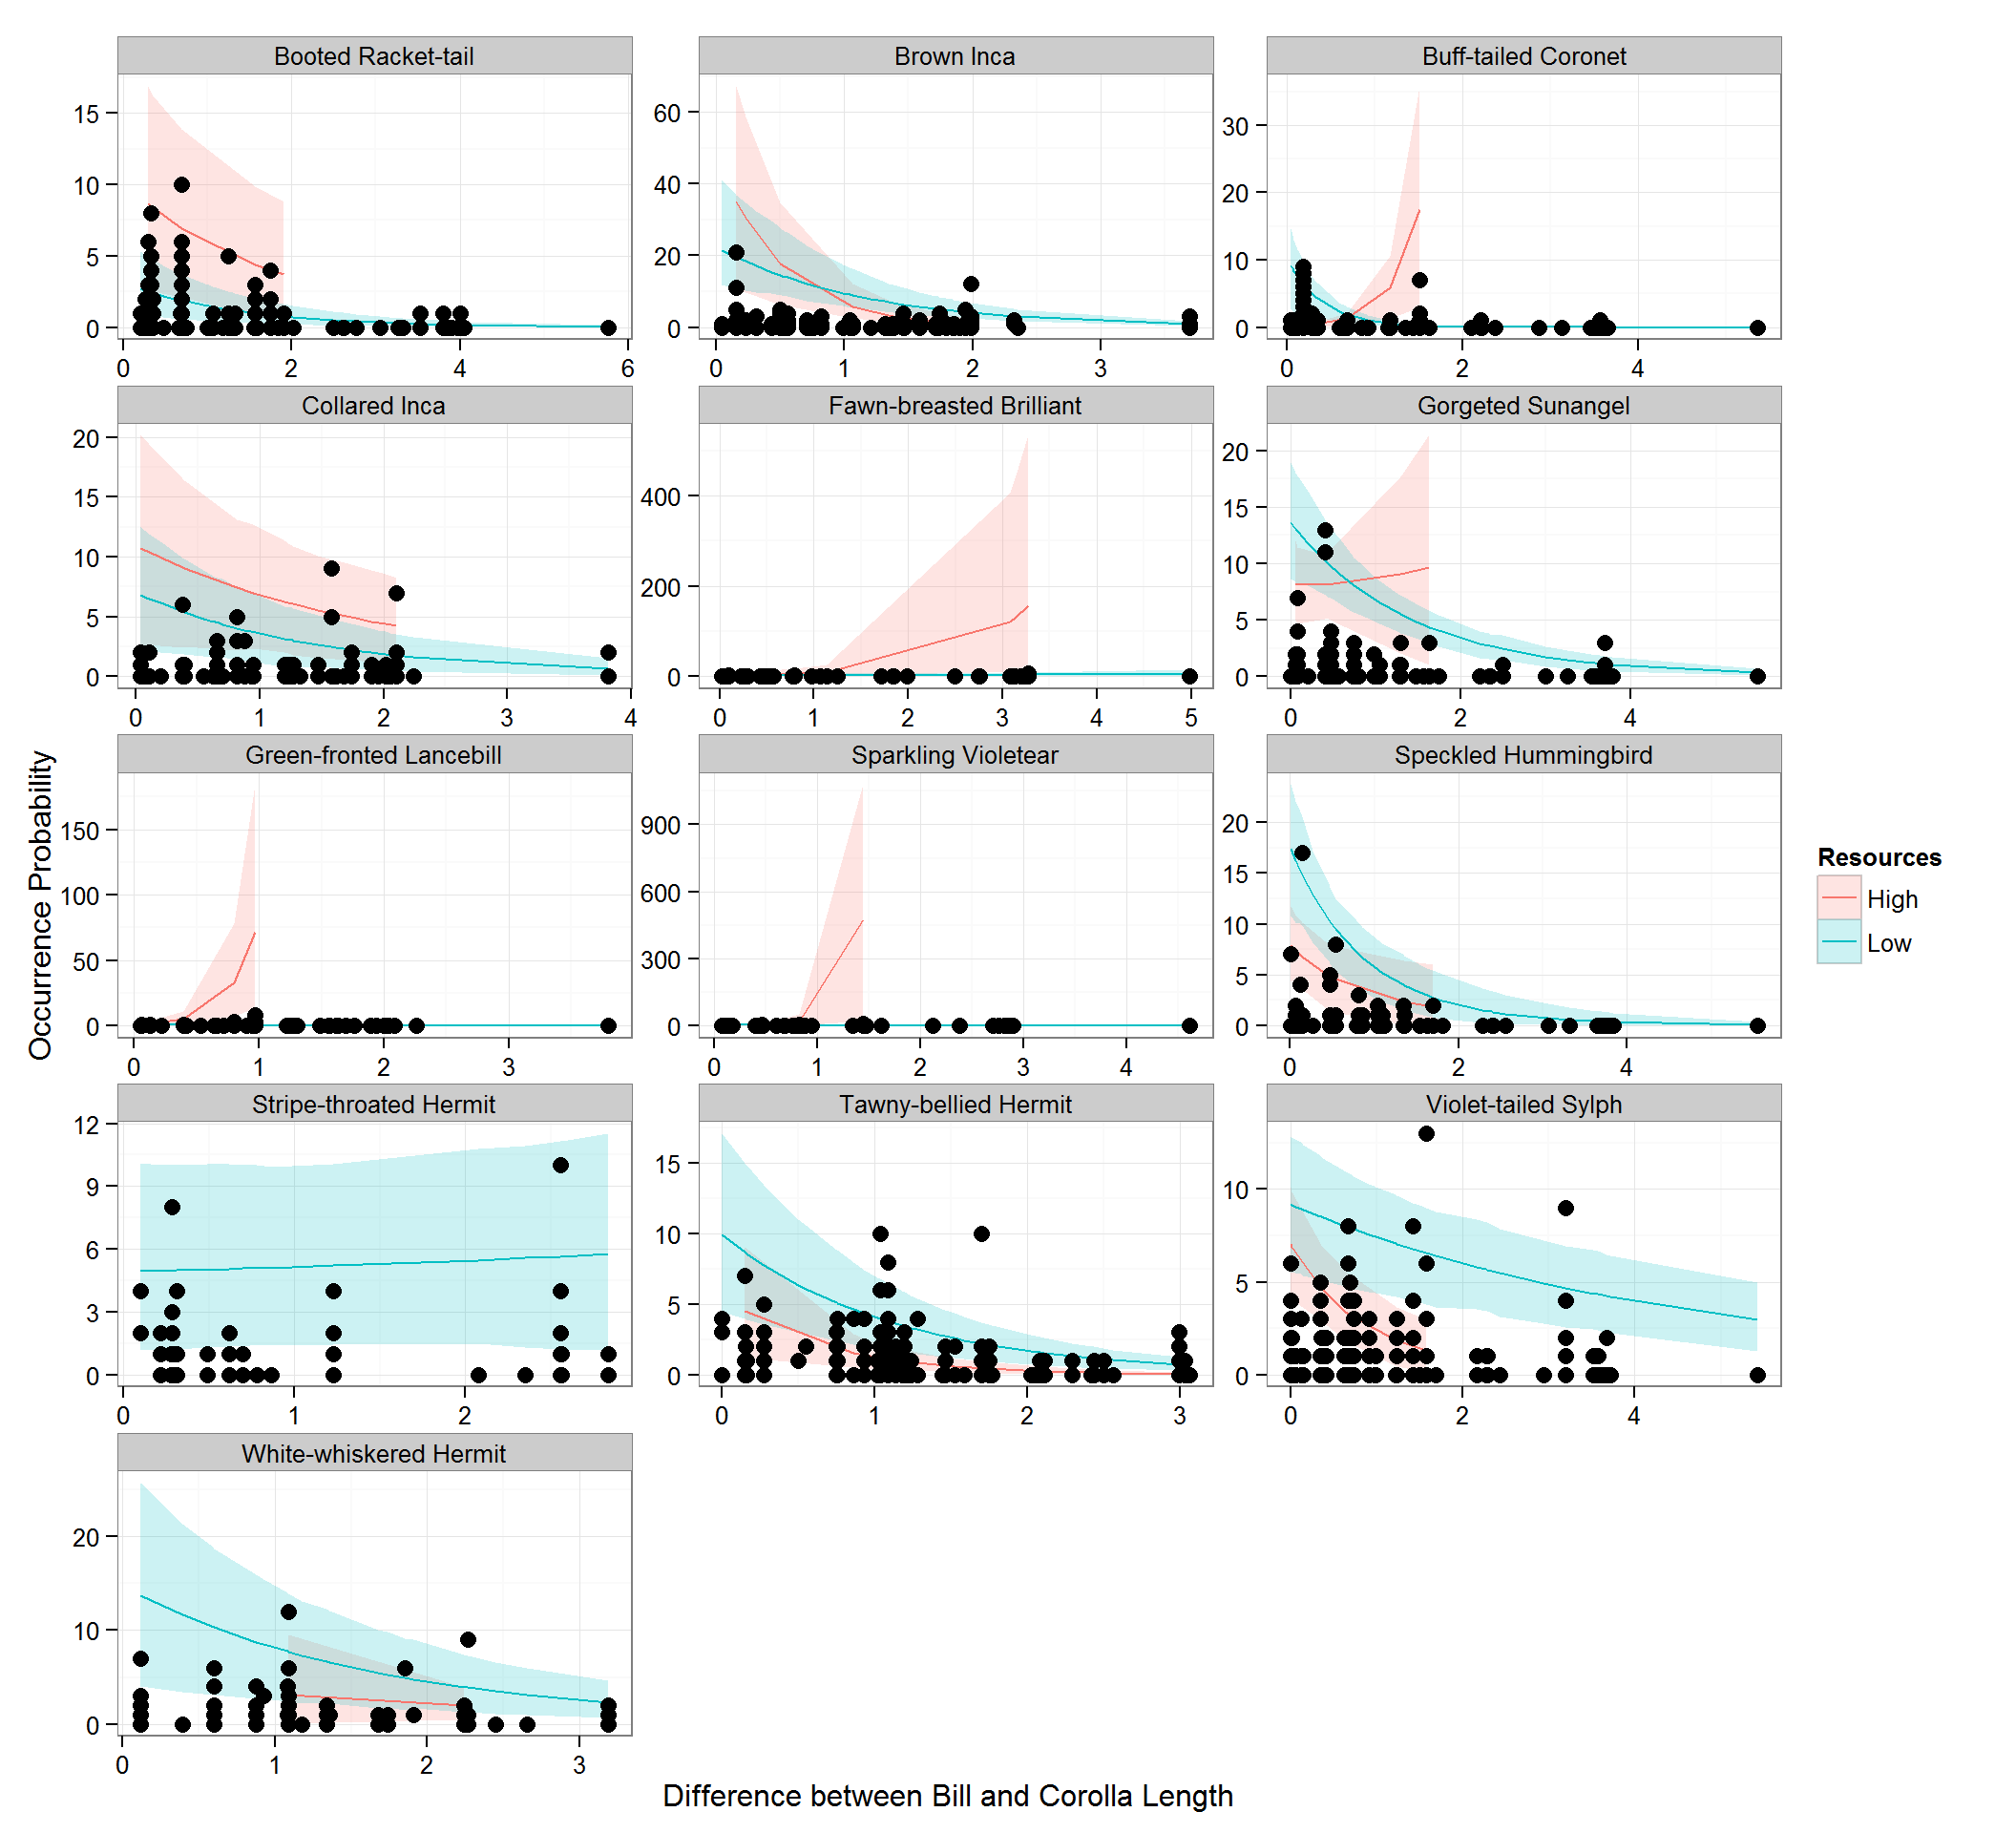 Booted Racket-tail
Brown Inca
Buff-tailed Coronet
15
10
5
0
0 2 4 6
60
40
20
0
0 1 2 3
30
20
10
0
0 2 4
Collared Inca
Fawn-breasted Brilliant
Gorgeted Sunangel
20
15
10
5
0
0 1 2 3 4
400
200
0
0 1 2 3 4 5
20
15
10
5
0
0 2 4
Green-fronted Lancebill
Sparkling Violetear
Speckled Hummingbird
150
100
50
0
0 1 2 3
900
600
300
0
0 1 2 3 4
20
15
10
5
0
0 2 4
Stripe-throated Hermit
Tawny-bellied Hermit
Violet-tailed Sylph
12
9
6
3
0
0 1 2
15
10
5
0
0 1 2 3
10
5
0
0 2 4
White-whiskered Hermit
20
10
0
0 1 2 3
Occurrence Probability
Difference between Bill and Corolla Length
Resources
High
Low